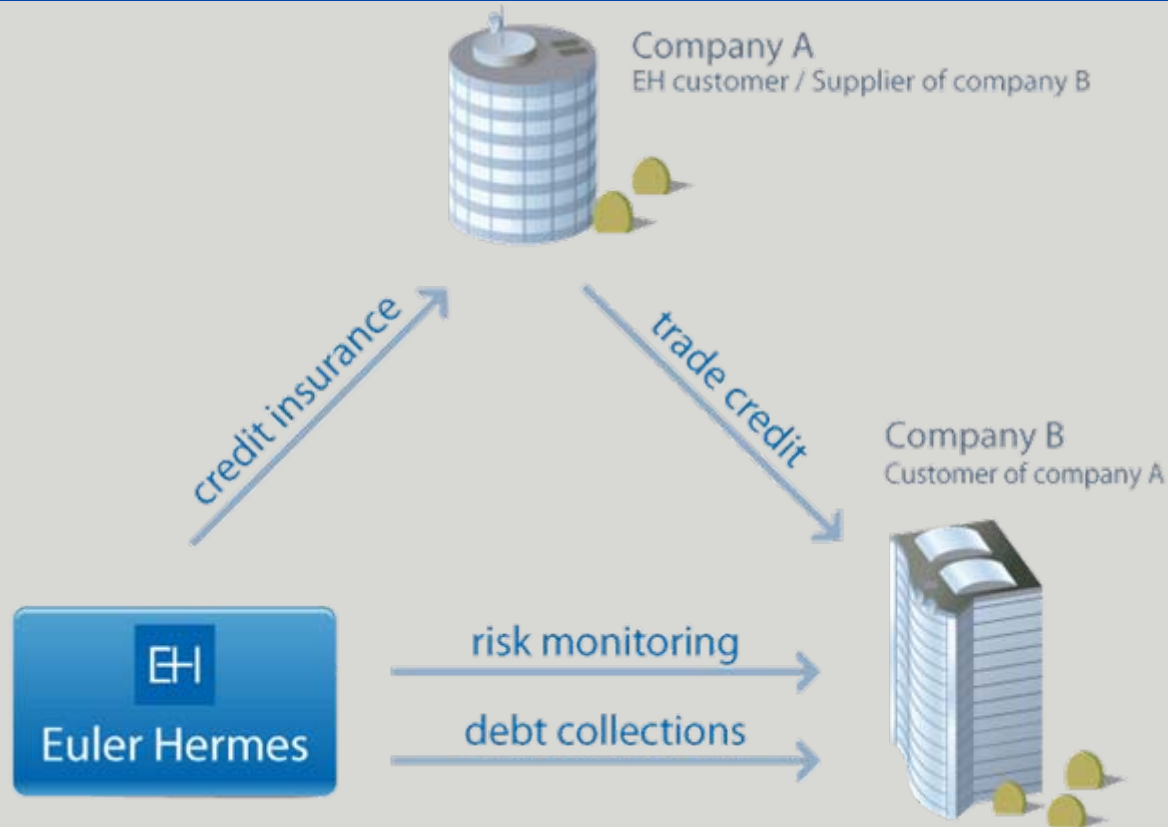 Company A
EH customer / Supplier of company B
credit insurance
trade credit
Company B
Customer of company A
EH
Euler Hermes
risk monitoring
debt collections